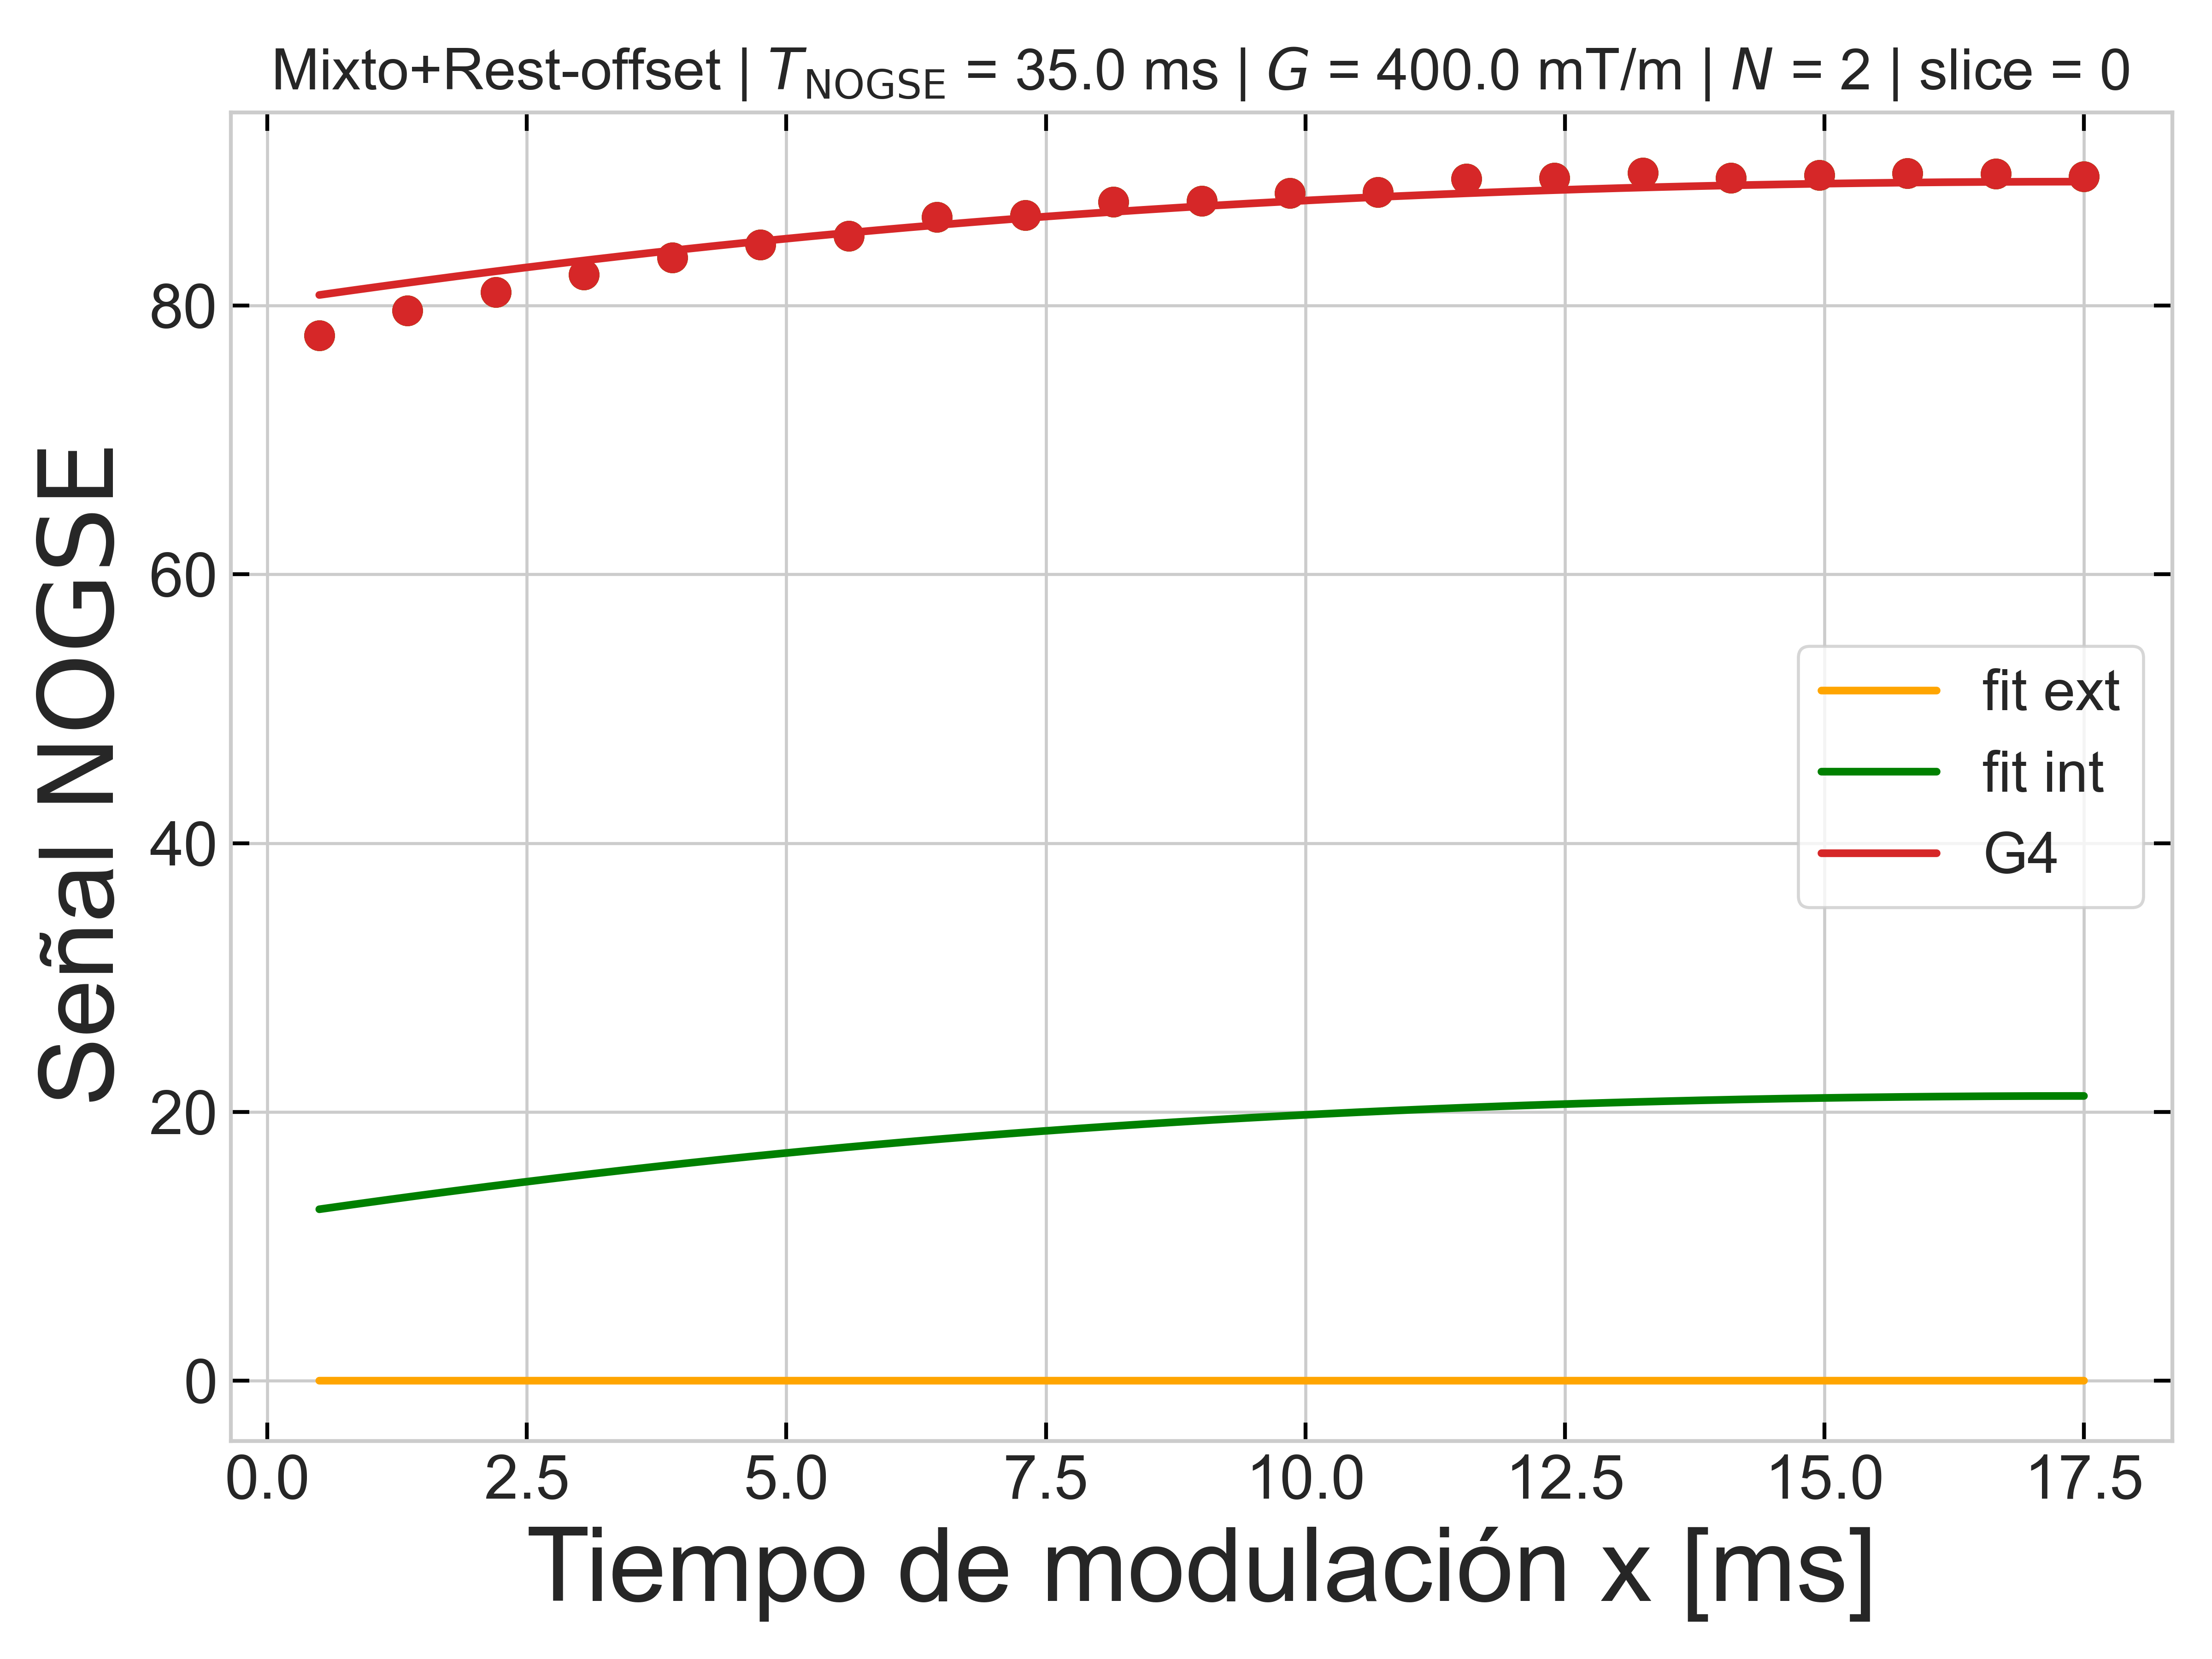 Mixto+Rest-offset | T_NOGSE = 35.0 ms | G = 400.0 mT/m | N = 2 | slice = 0
Señal NOGSE
80
60
40
20
0
fit ext
fit int
G4
0.0 2.5 5.0 7.5 10.0 12.5 15.0 17.5
Tiempo de modulación x [ms]